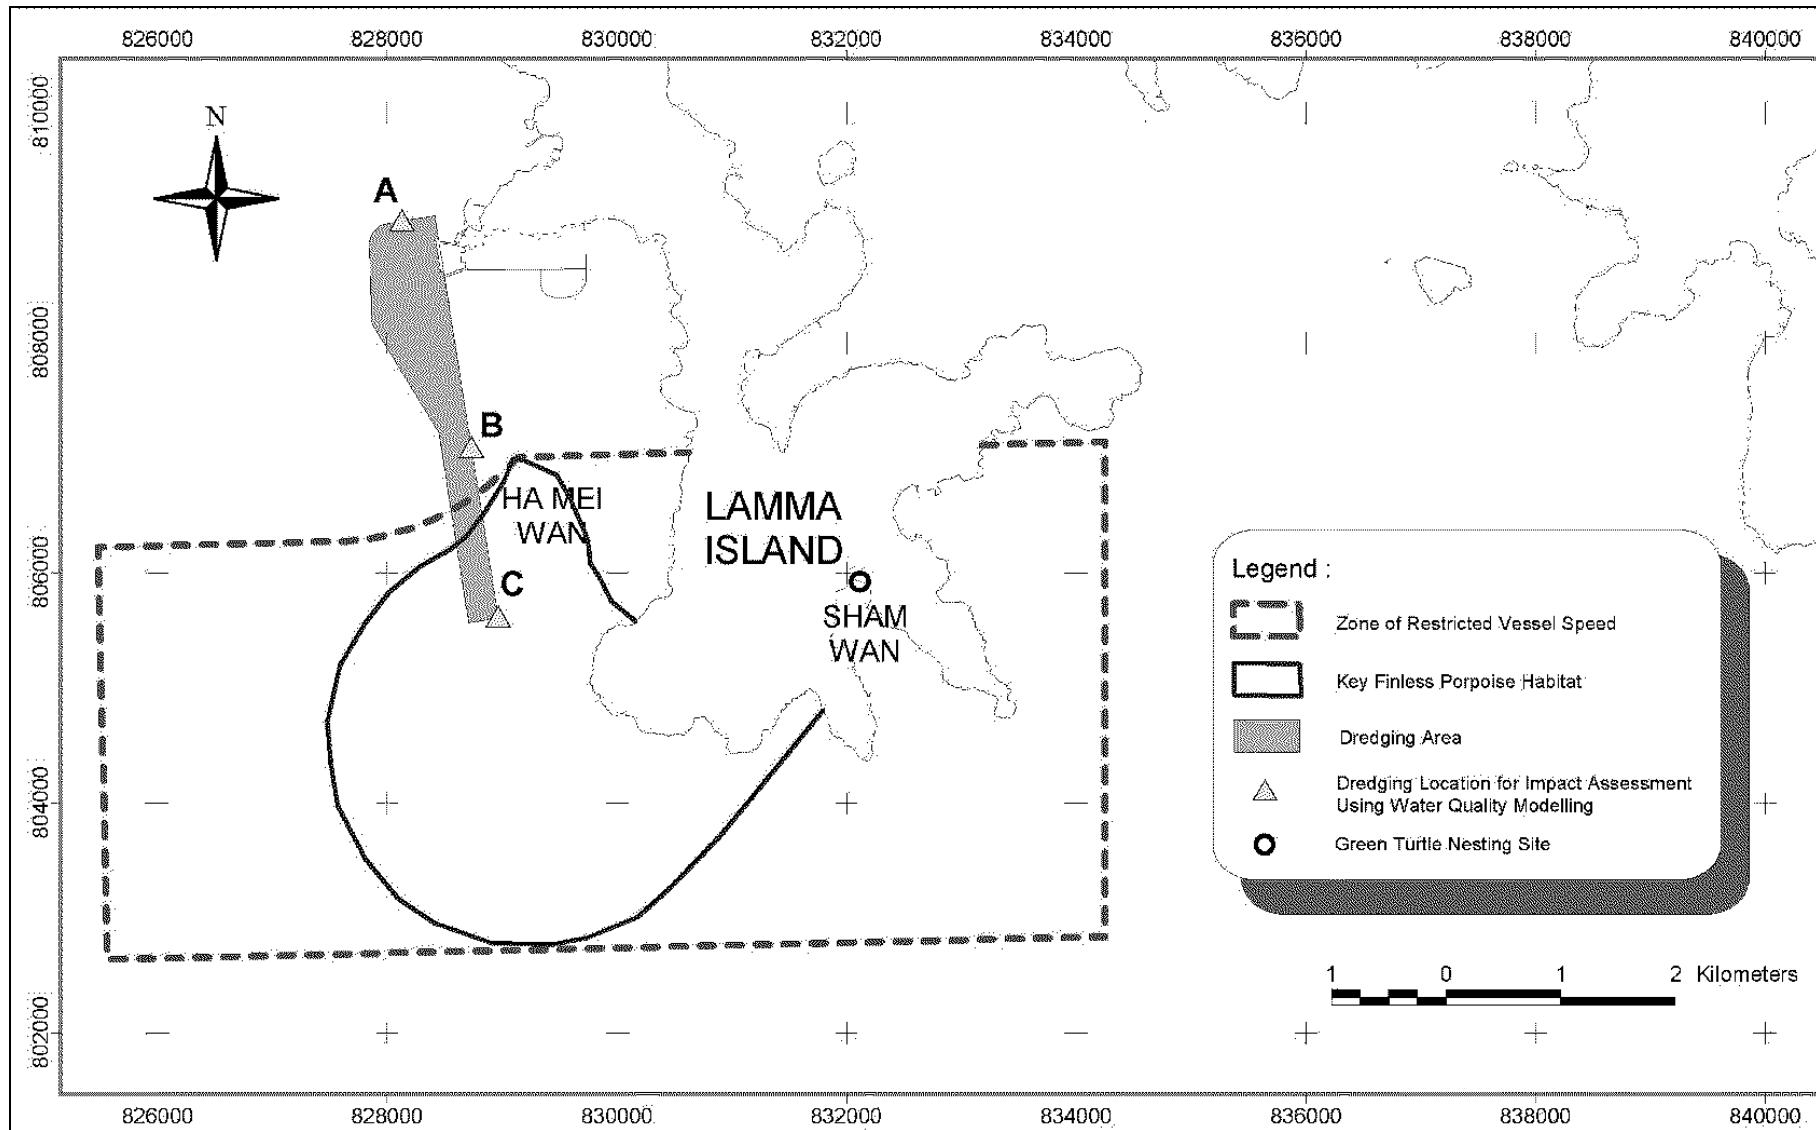 826000 828000 830000 832000 834000 836000 838000 840000
810000
808000
806000
804000
802000
N
A
B
HA MEI
WAN
C
LAMMA
ISLAND
SHAM
WAN
Legend :
Zone of Restricted Vessel Speed
Key Finless Porpoise Habitat
Dredging Area
Dredging Location for Impact Assessment
Using Water Quality Modelling
Green Turtle Nesting Site
1 0 1 2 Kilometers
826000 828000 830000 832000 834000 836000 838000 840000